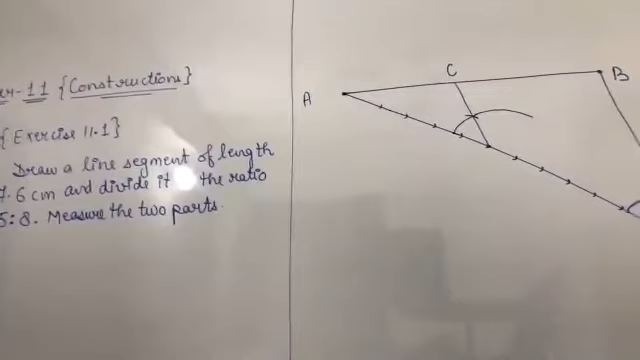 er-11 {Constructions}
{Exercise 11.1}
Draw a line segment of length
7.6 cm and divide it the ratio
5:8. Measure the two parts.
A
C
B